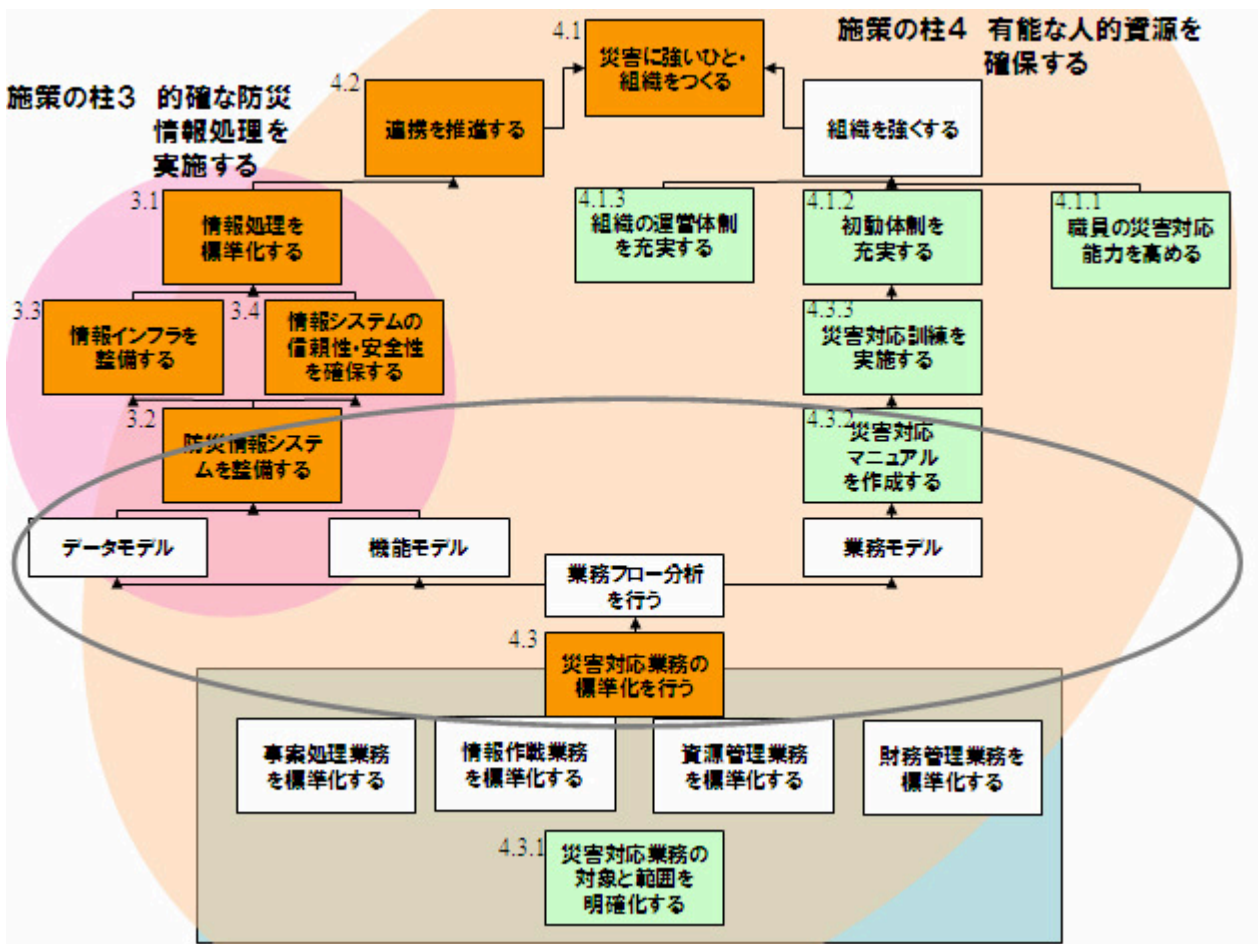 4.1
災害に強いひと・
組織をつくる
施策の柱4 有能な人的資源を
確保する
施策の柱3 的確な防災
情報処理を
実施する
4.2
連携を推進する
組織を強くする
3.1
情報処理を
標準化する
4.1.3
組織の運営体制
を充実する
4.1.2
初動体制を
充実する
4.1.1
職員の災害対応
能力を高める
3.3
情報インフラを
整備する
3.4
情報システムの
信頼性・安全性
を確保する
4.3.3
災害対応訓練を
実施する
3.2
防災情報システ
ムを整備する
4.3.2
災害対応
マニュアル
を作成する
データモデル
機能モデル
業務モデル
業務フロー分析
を行う
4.3
災害対応業務の
標準化を行う
事案処理業務
を標準化する
情報作戦業務
を標準化する
資源管理業務
を標準化する
財務管理業務を
標準化する
4.3.1
災害対応業務の
対象と範囲を
明確化する